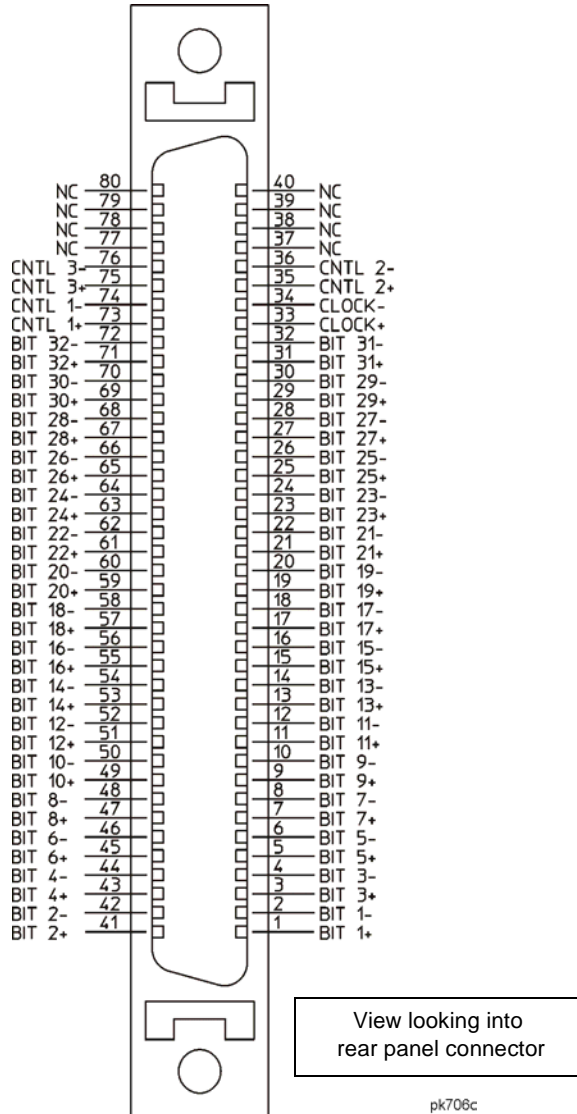 NC 80 40 NC
NC 79 39 NC
NC 78 38 NC
NC 77 37 NC
CNTL 3- 76 36 CNTL 2-
CNTL 3+ 75 35 CNTL 2+
CNTL 1- 74 34 CLOCK-
CNTL 1+ 73 33 CLOCK+
BIT 32- 72 32 BIT 31-
BIT 32+ 71 31 BIT 31+
BIT 30- 70 30 BIT 29-
BIT 30+ 69 29 BIT 29+
BIT 28- 68 28 BIT 27-
BIT 28+ 67 27 BIT 27+
BIT 26- 66 26 BIT 25-
BIT 26+ 65 25 BIT 25+
BIT 24- 64 24 BIT 23-
BIT 24+ 63 23 BIT 23+
BIT 22- 62 22 BIT 21-
BIT 22+ 61 21 BIT 21+
BIT 20- 60 20 BIT 19-
BIT 20+ 59 19 BIT 19+
BIT 18- 58 18 BIT 17-
BIT 18+ 57 17 BIT 17+
BIT 16- 56 16 BIT 15-
BIT 16+ 55 15 BIT 15+
BIT 14- 54 14 BIT 13-
BIT 14+ 53 13 BIT 13+
BIT 12- 52 12 BIT 11-
BIT 12+ 51 11 BIT 11+
BIT 10- 50 10 BIT 9-
BIT 10+ 49 9 BIT 9+
BIT 8- 48 8 BIT 7-
BIT 8+ 47 7 BIT 7+
BIT 6- 46 6 BIT 5-
BIT 6+ 45 5 BIT 5+
BIT 4- 44 4 BIT 3-
BIT 4+ 43 3 BIT 3+
BIT 2- 42 2 BIT 1-
BIT 2+ 41 1 BIT 1+
View looking into
rear panel connector
pk706c